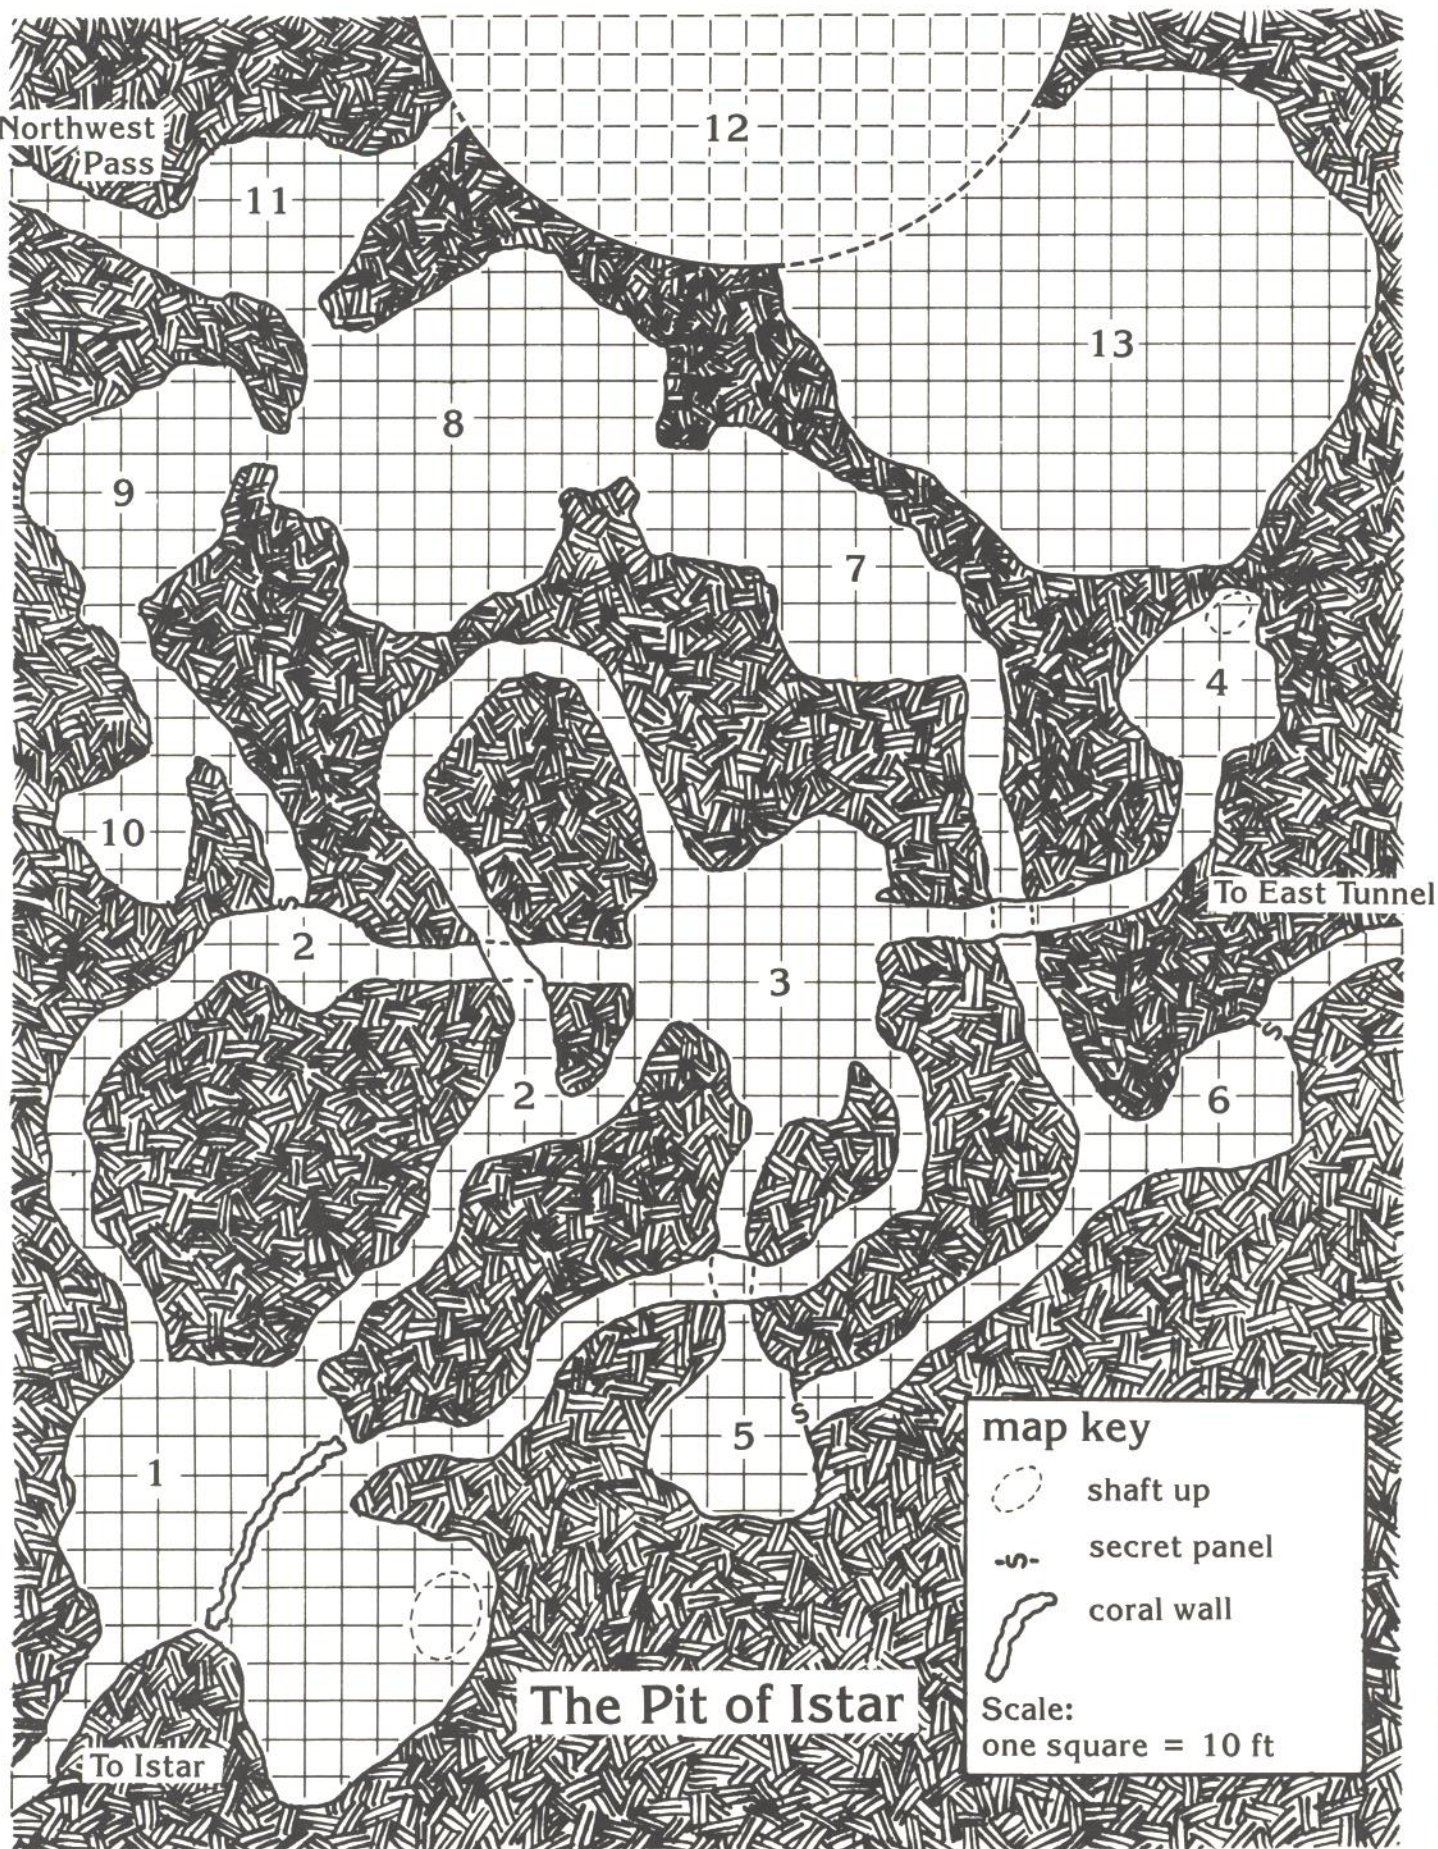 12
Northwest
Pass
11
13
8
9
7
4
10
To East Tunnel
S
2
3
S
2
6
S
5
1
map key
shaft up
-S- secret panel
coral wall
Scale:
one square = 10 ft
The Pit of Istar
To Istar